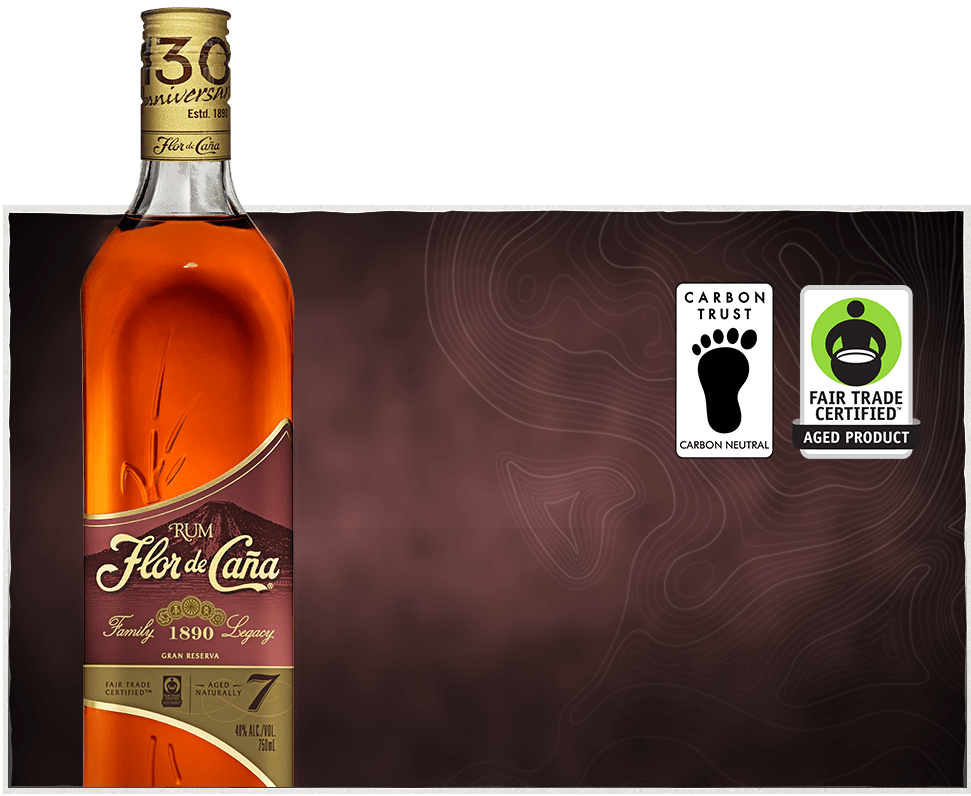 130
Anniversary
Estd. 1890
Flor de Caña
CARBON
TRUST
CARBON NEUTRAL
FAIR TRADE
CERTIFIED™
AGED PRODUCT
RUM
Flor de Caña®
Family 1890 Legacy
GRAN RESERVA
FAIR TRADE
CERTIFIED™
AGED
NATURALLY
7
40% ALC./VOL.
750mL